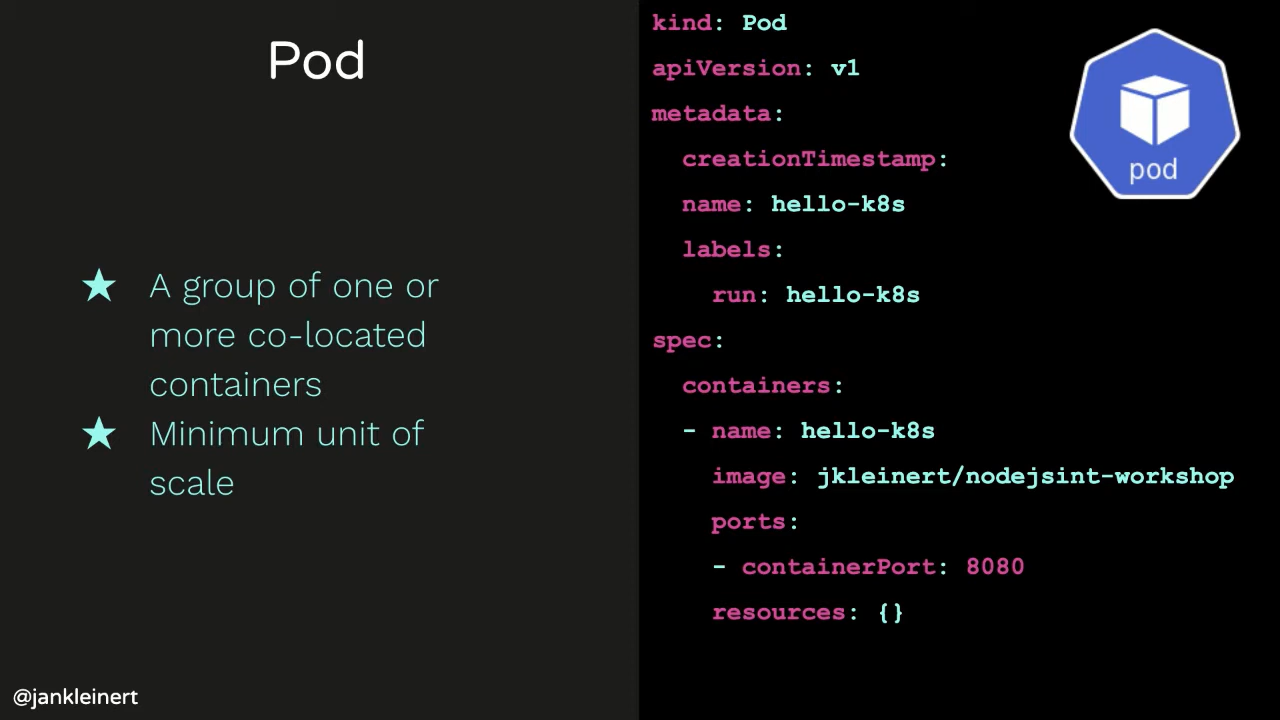 Pod
★ A group of one or
more co-located
containers
★ Minimum unit of
scale
@jankleinert
kind: Pod
apiVersion: v1
metadata:
  creationTimestamp:
  name: hello-k8s
  labels:
    run: hello-k8s
spec:
  containers:
  - name: hello-k8s
    image: jkleinert/nodejsint-workshop
    ports:
    - containerPort: 8080
    resources: {}
pod